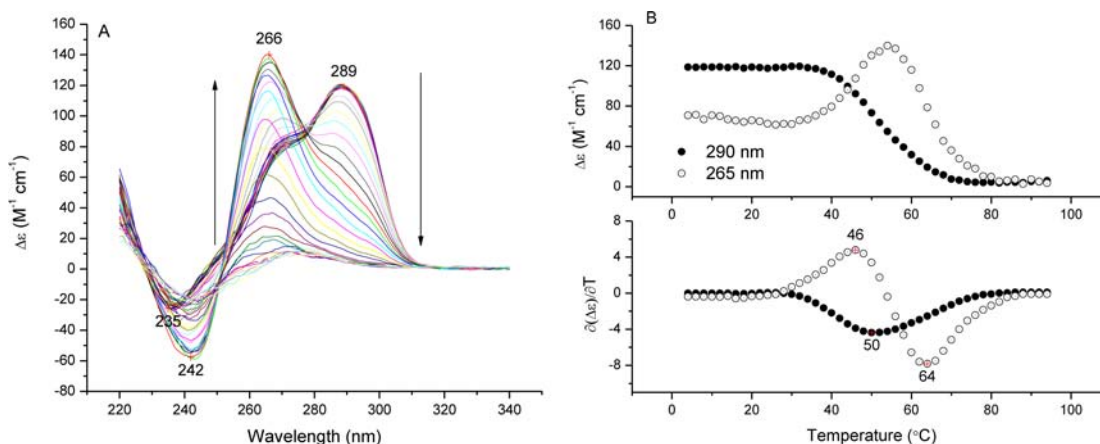 A
160
140
120
100
80
60
40
20
0
-20
-40
-60
-80
266
289
235
242
220 240 260 280 300 320 340
Wavelength (nm)
Δε (M⁻¹ cm⁻¹)
B
160
120
80
40
0
Δε (M⁻¹ cm⁻¹)
290 nm
265 nm
0 20 40 60 80 100
4
0
-4
-8
∂(Δε)/∂T
46
50
64
0 20 40 60 80 100
Temperature (°C)